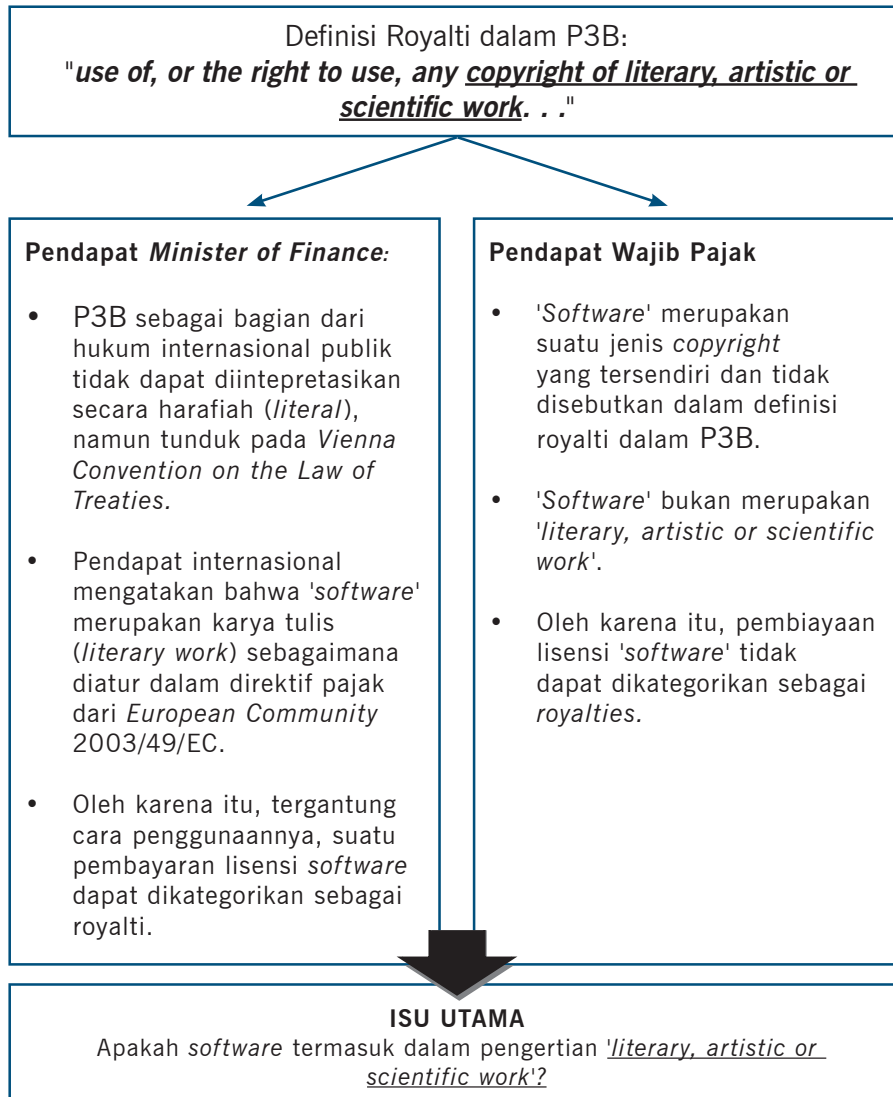 Definisi Royalti dalam P3B:
"use of, or the right to use, any copyright of literary, artistic or
scientific work. . ."
Pendapat Minister of Finance:
• P3B sebagai bagian dari
hukum internasional publik
tidak dapat diintepretasikan
secara harafiah (literal),
namun tunduk pada Vienna
Convention on the Law of
Treaties.
• Pendapat internasional
mengatakan bahwa 'software'
merupakan karya tulis
(literary work) sebagaimana
diatur dalam direktif pajak
dari European Community
2003/49/EC.
• Oleh karena itu, tergantung
cara penggunaannya, suatu
pembayaran lisensi software
dapat dikategorikan sebagai
royalti.
Pendapat Wajib Pajak
• 'Software' merupakan
suatu jenis copyright
yang tersendiri dan tidak
disebutkan dalam definisi
royalti dalam P3B.
• 'Software' bukan merupakan
'literary, artistic or scientific
work'.
• Oleh karena itu, pembiayaan
lisensi 'software' tidak
dapat dikategorikan sebagai
royalties.
ISU UTAMA
Apakah software termasuk dalam pengertian 'literary, artistic or
scientific work'?